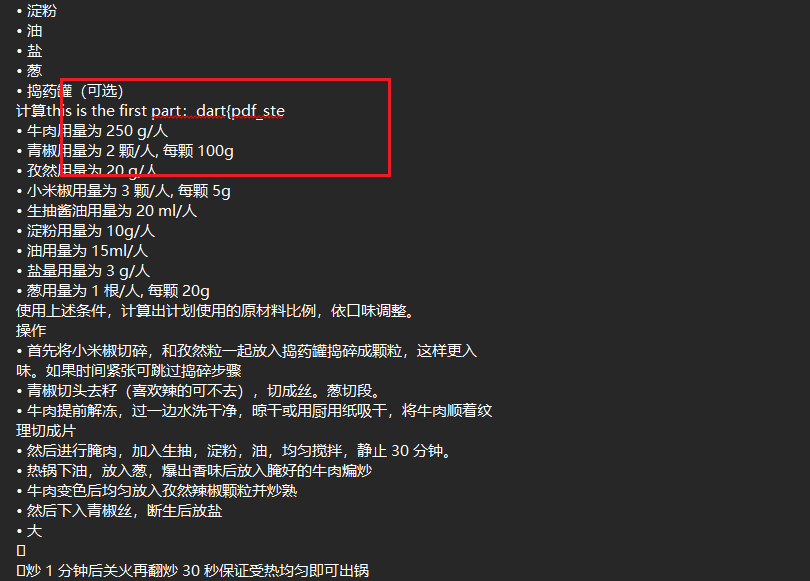 • 淀粉
• 油
• 盐
• 葱
• 捣药罐（可选）
计算this is the first part：dart{pdf_ste
• 牛肉用量为 250 g/人
• 青椒用量为 2 颗/人, 每颗 100g
• 孜然用量为 20 g/人
• 小米椒用量为 3 颗/人, 每颗 5g
• 生抽酱油用量为 20 ml/人
• 淀粉用量为 10g/人
• 油用量为 15ml/人
• 盐量用量为 3 g/人
• 葱用量为 1 根/人, 每颗 20g
使用上述条件，计算出计划使用的原材料比例，依口味调整。
操作
• 首先将小米椒切碎，和孜然粒一起放入捣药罐捣碎成颗粒，这样更入
味。如果时间紧张可跳过捣碎步骤
• 青椒切头去籽（喜欢辣的可不去），切成丝。葱切段。
• 牛肉提前解冻，过一边水洗干净，晾干或用厨用纸吸干，将牛肉顺着纹
理切成片
• 然后进行腌肉，加入生抽，淀粉，油，均匀搅拌，静止 30 分钟。
• 热锅下油，放入葱，爆出香味后放入腌好的牛肉煸炒
• 牛肉变色后均匀放入孜然辣椒颗粒并炒熟
• 然后下入青椒丝，断生后放盐
• 大
▯
▯炒 1 分钟后关火再翻炒 30 秒保证受热均匀即可出锅